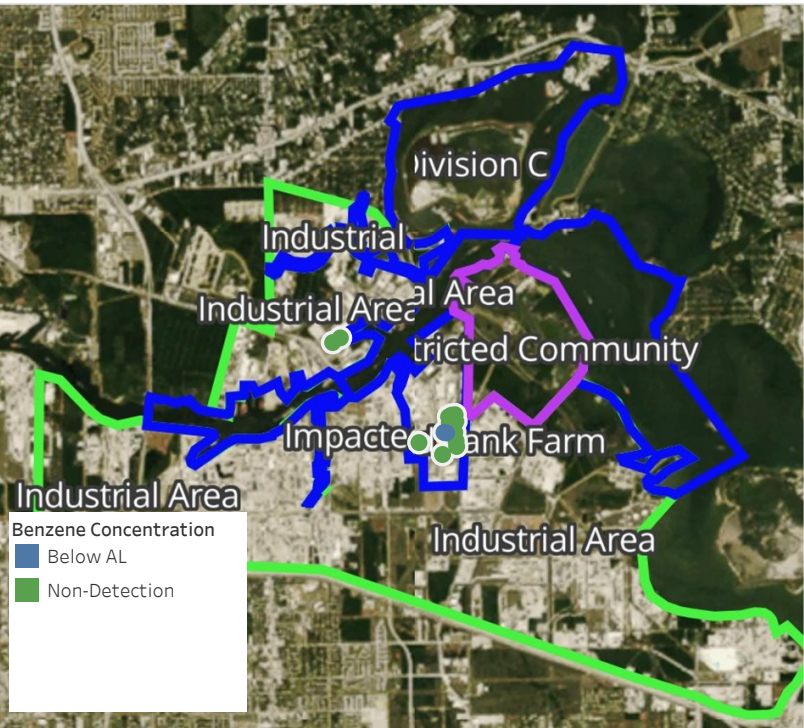 Division C
Industrial
al Area
Industrial Area
tricted Community
Impacte
ank Farm
Industrial Area
Industrial Area
Benzene Concentration
Below AL
Non-Detection